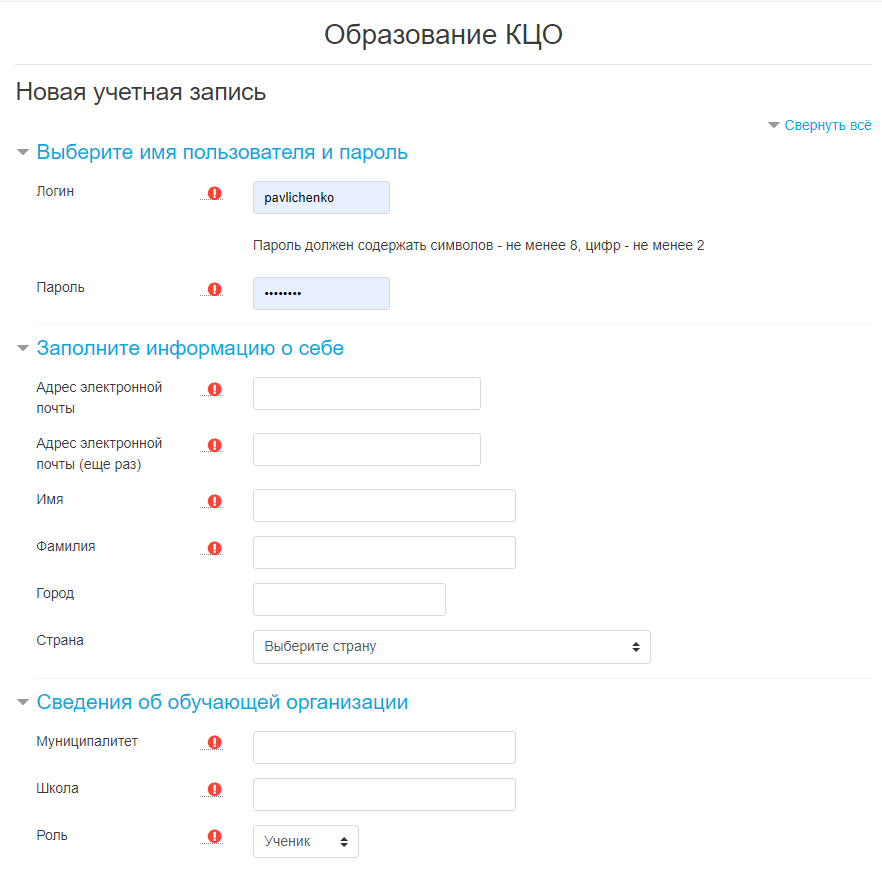 Образование КЦО
Новая учетная запись
Свернуть всё
Выберите имя пользователя и пароль
Логин
pavlichenko
Пароль должен содержать символов - не менее 8, цифр - не менее 2
Пароль
••••••••
Заполните информацию о себе
Адрес электронной
почты
Адрес электронной
почты (еще раз)
Имя
Фамилия
Город
Страна
Выберите страну
Сведения об обучающей организации
Муниципалитет
Школа
Роль
Ученик